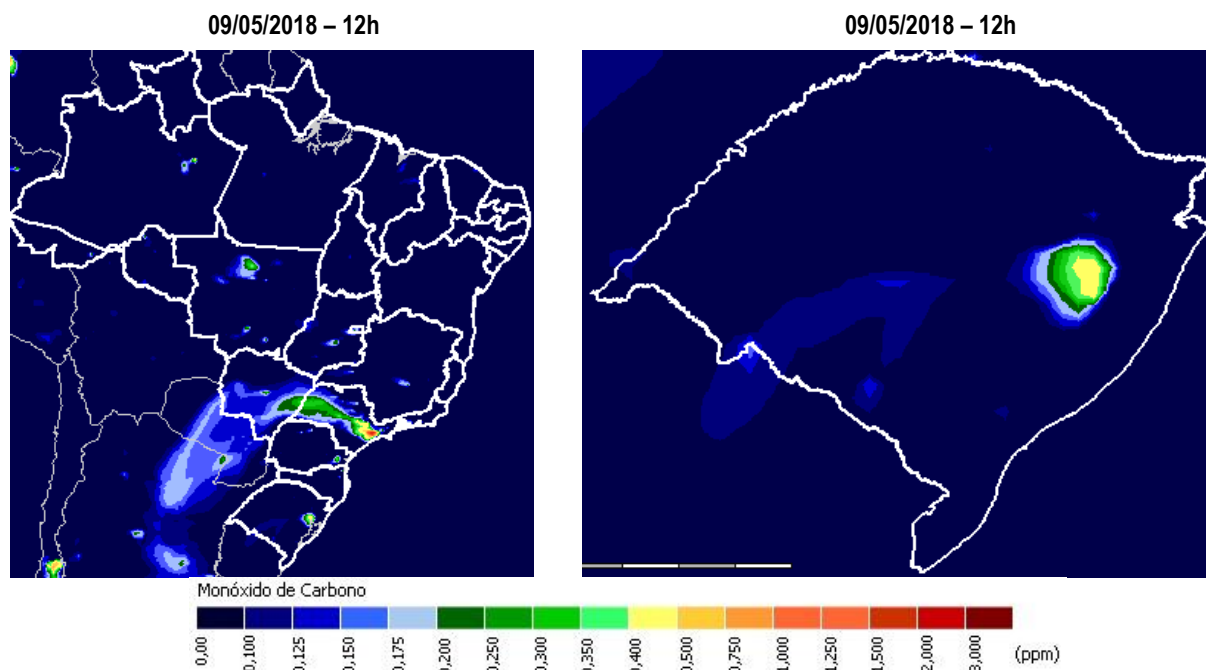 09/05/2018 – 12h
09/05/2018 – 12h
Monóxido de Carbono
0,00 0,100 0,125 0,150 0,175 0,200 0,250 0,300 0,350 0,400 0,500 0,750 1,000 1,250 1,500 2,000 3,000 (ppm)